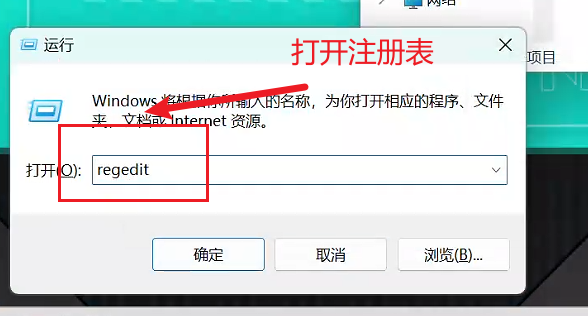 网络
运行
打开注册表
项目
Windows 将根据你所输入的名称，为你打开相应的程序、文件
夹、文档或 Internet 资源。
打开(O):
regedit
确定
取消
浏览(B)...